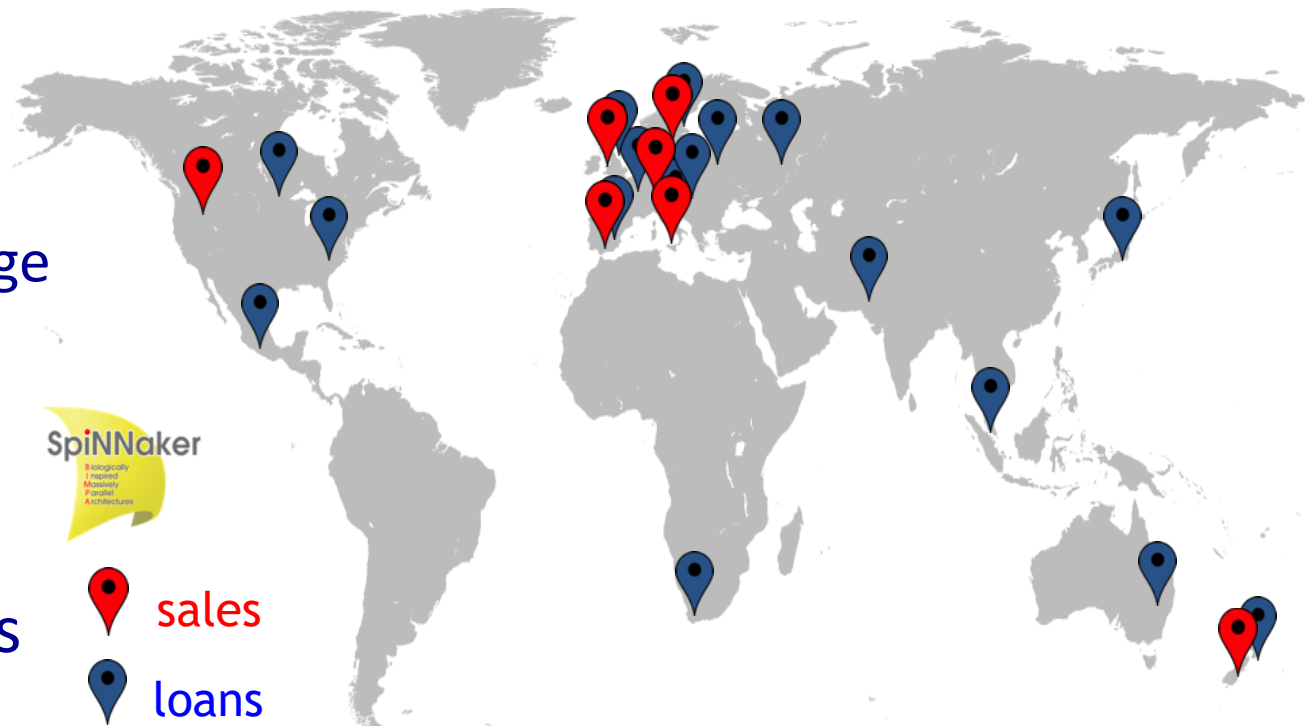 ge
SpiNNaker
Biologically
Inspired
Massively
Parallel
Architectures
sales
s
loans